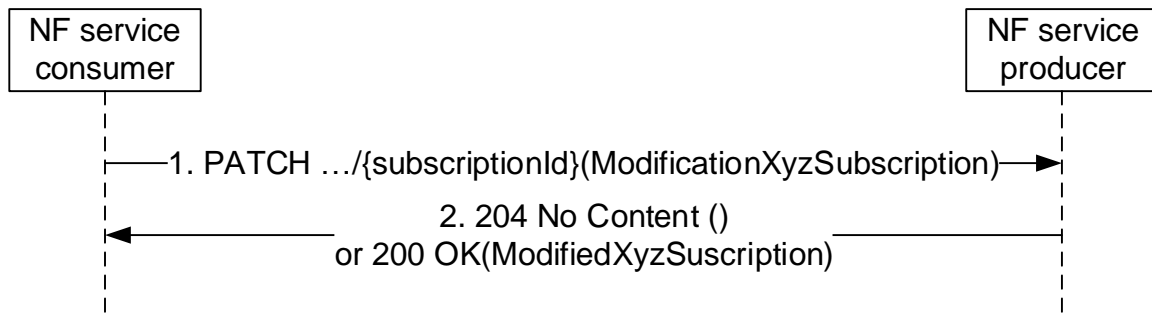 NF service
consumer
NF service
producer
1. PATCH …/{subscriptionId}(ModificationXyzSubscription)
2. 204 No Content ()
or 200 OK(ModifiedXyzSuscription)